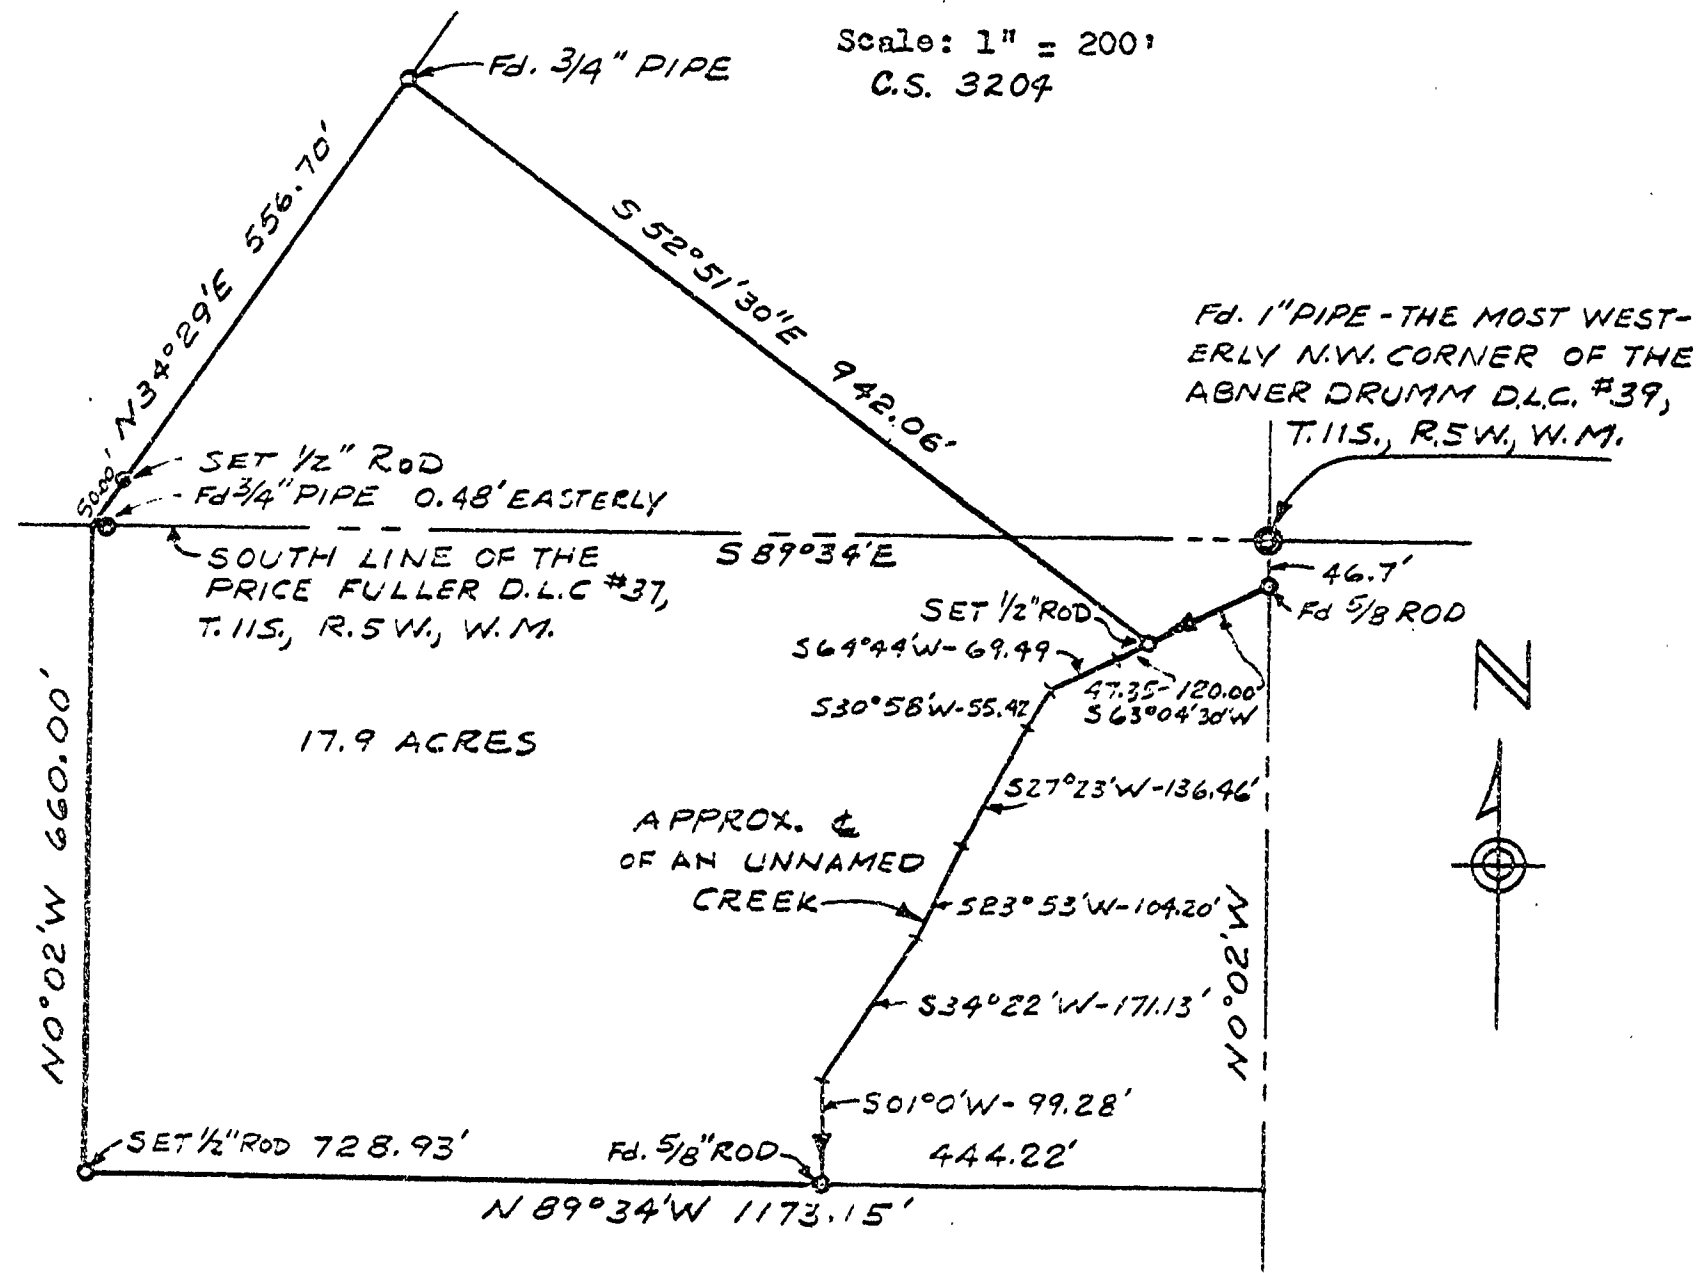 Scale: 1" = 200'
C.S. 3204
Fd. 3/4" PIPE
N34°29'E 556.70'
S 52°51'30"E 942.06'
Fd. 1" PIPE - THE MOST WEST-
ERLY N.W. CORNER OF THE
ABNER DRUMM D.L.C. #39,
T.11S., R.5W., W.M.
50.00'
SET 1/2" ROD
Fd 3/4" PIPE 0.48' EASTERLY
S 89°34'E
SOUTH LINE OF THE
PRICE FULLER D.L.C #37,
T.11S., R.5W., W.M.
46.7'
Fd 5/8 ROD
SET 1/2" ROD
S64°44'W-69.49
47.35-120.00'
S63°04'30"W
S30°58'W-55.42
N
17.9 ACRES
S27°23'W-136.46'
APPROX. ℄
OF AN UNNAMED
CREEK
S23°53'W-104.20'
N0°02'W 660.00'
N0°02'W
S34°22'W-171.13'
S01°0'W-99.28'
SET 1/2" ROD 728.93'
Fd. 5/8" ROD
444.22'
N 89°34'W 1173.15'